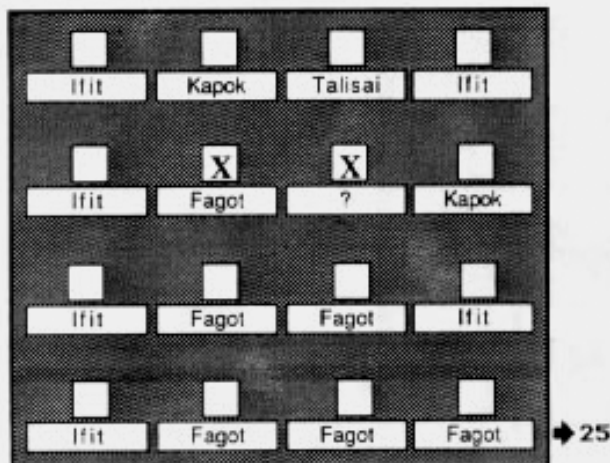 Ifit Kapok Talisai Ifit
X X
Ifit Fagot ? Kapok
Ifit Fagot Fagot Ifit
Ifit Fagot Fagot Fagot 25